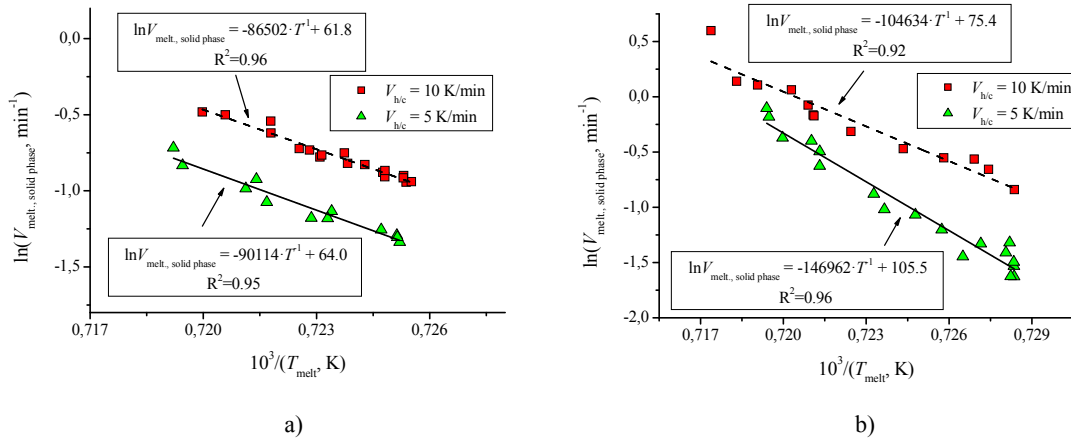 lnV_melt., solid phase = -86502·T^1 + 61.8
R^2=0.96
V_h/c = 10 K/min
V_h/c = 5 K/min
lnV_melt., solid phase = -90114·T^1 + 64.0
R^2=0.95
ln(V_melt., solid phase, min^-1)
0,0
-0,5
-1,0
-1,5
0,717
0,720
0,723
0,726
10^3/(T_melt, K)
a)
lnV_melt., solid phase = -104634·T^1 + 75.4
R^2=0.92
V_h/c = 10 K/min
V_h/c = 5 K/min
lnV_melt., solid phase = -146962·T^1 + 105.5
R^2=0.96
ln(V_melt., solid phase, min^-1)
1,0
0,5
0,0
-0,5
-1,0
-1,5
-2,0
0,717
0,720
0,723
0,726
0,729
10^3/(T_melt, K)
b)